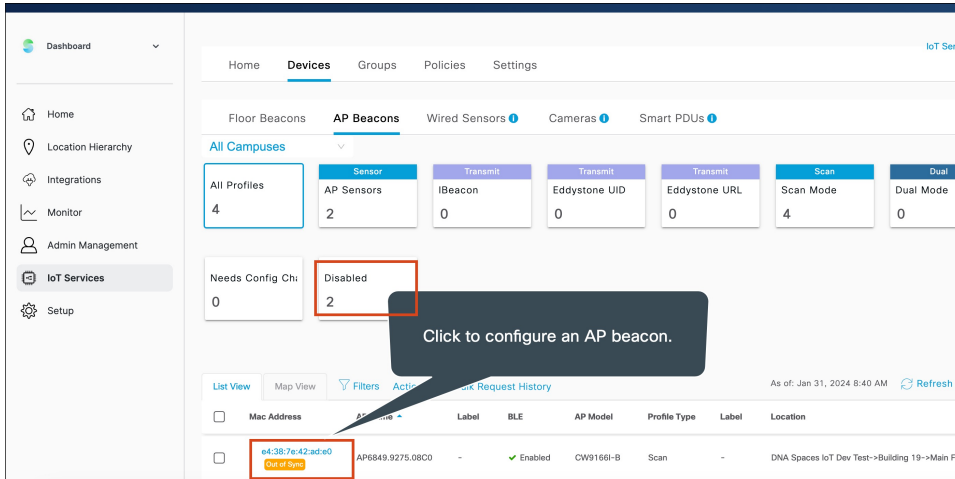 IoT Ser
Dashboard
Home Devices Groups Policies Settings
Home
Location Hierarchy
Integrations
Monitor
Admin Management
IoT Services
Setup
Floor Beacons AP Beacons Wired Sensors Cameras Smart PDUs
All Campuses
All Profiles
4
Sensor
AP Sensors
2
Transmit
IBeacon
0
Transmit
Eddystone UID
0
Transmit
Eddystone URL
0
Scan
Scan Mode
4
Dual
Dual Mode
0
Needs Config Cha
0
Disabled
2
Click to configure an AP beacon.
List View Map View Filters Actio Request History As of: Jan 31, 2024 8:40 AM Refresh
Mac Address Label BLE AP Model Profile Type Label Location
e4:38:7e:42:ad:e0
Out of Sync
AP6849.9275.08C0 - Enabled CW9166I-B Scan - DNA Spaces IoT Dev Test->Building 19->Main F